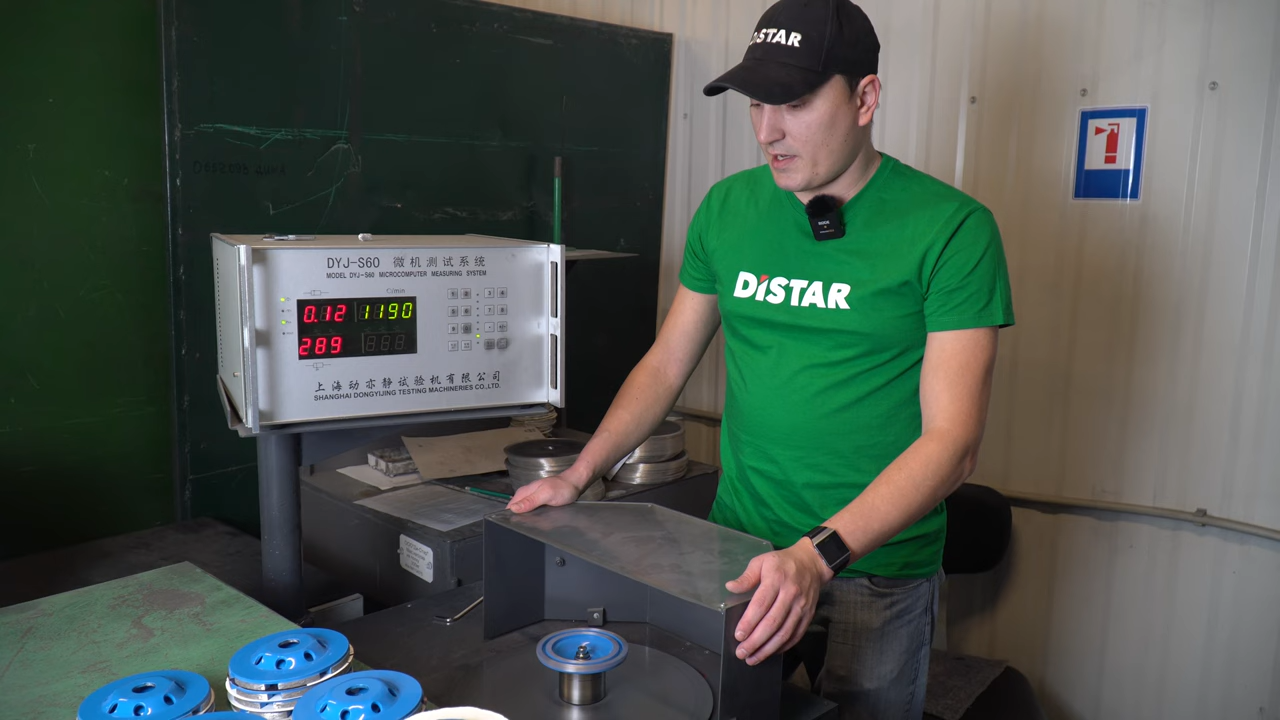 DiSTAR
DiSTAR
DYJ-S60 微机测试系统
MODEL DYJ-S60 MICROCOMPUTER MEASURING SYSTEM
0.12 1190
289
上海动亦静试验机有限公司
SHANGHAI DONGYIJING TESTING MACHINERIES CO.,LTD.